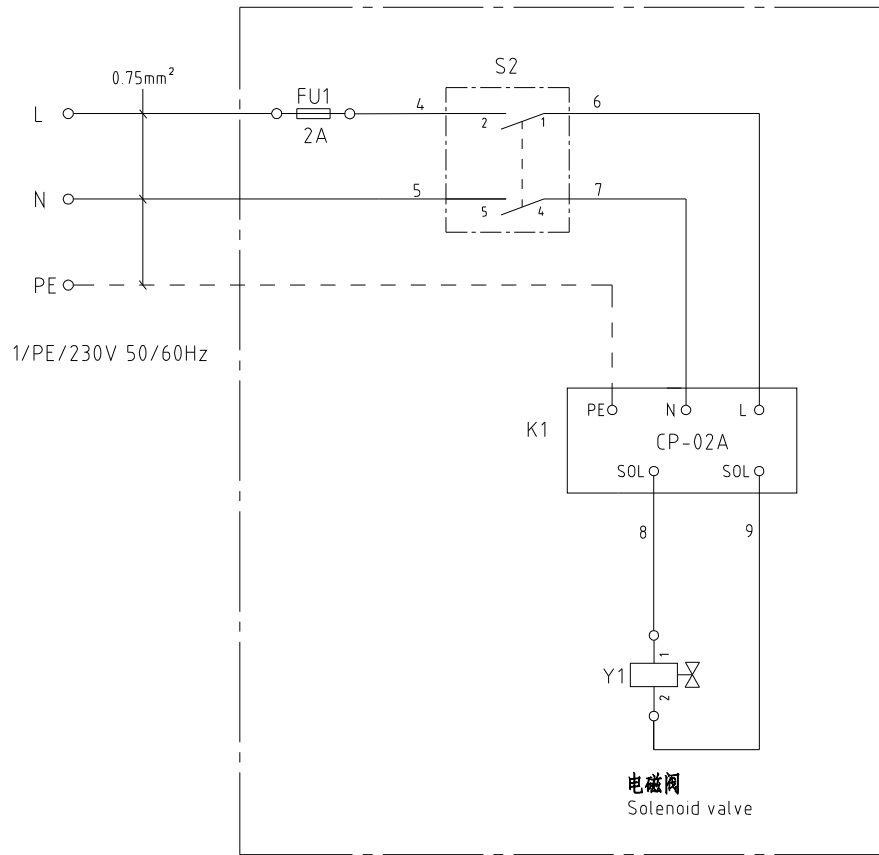 S2
0.75mm²
L
FU1
2A
4
2
1
6
N
5
5
4
7
PE
1/PE/230V 50/60Hz
K1
PE
N
L
CP-02A
SOL
SOL
8
9
Y1
1
2
电磁阀
Solenoid valve